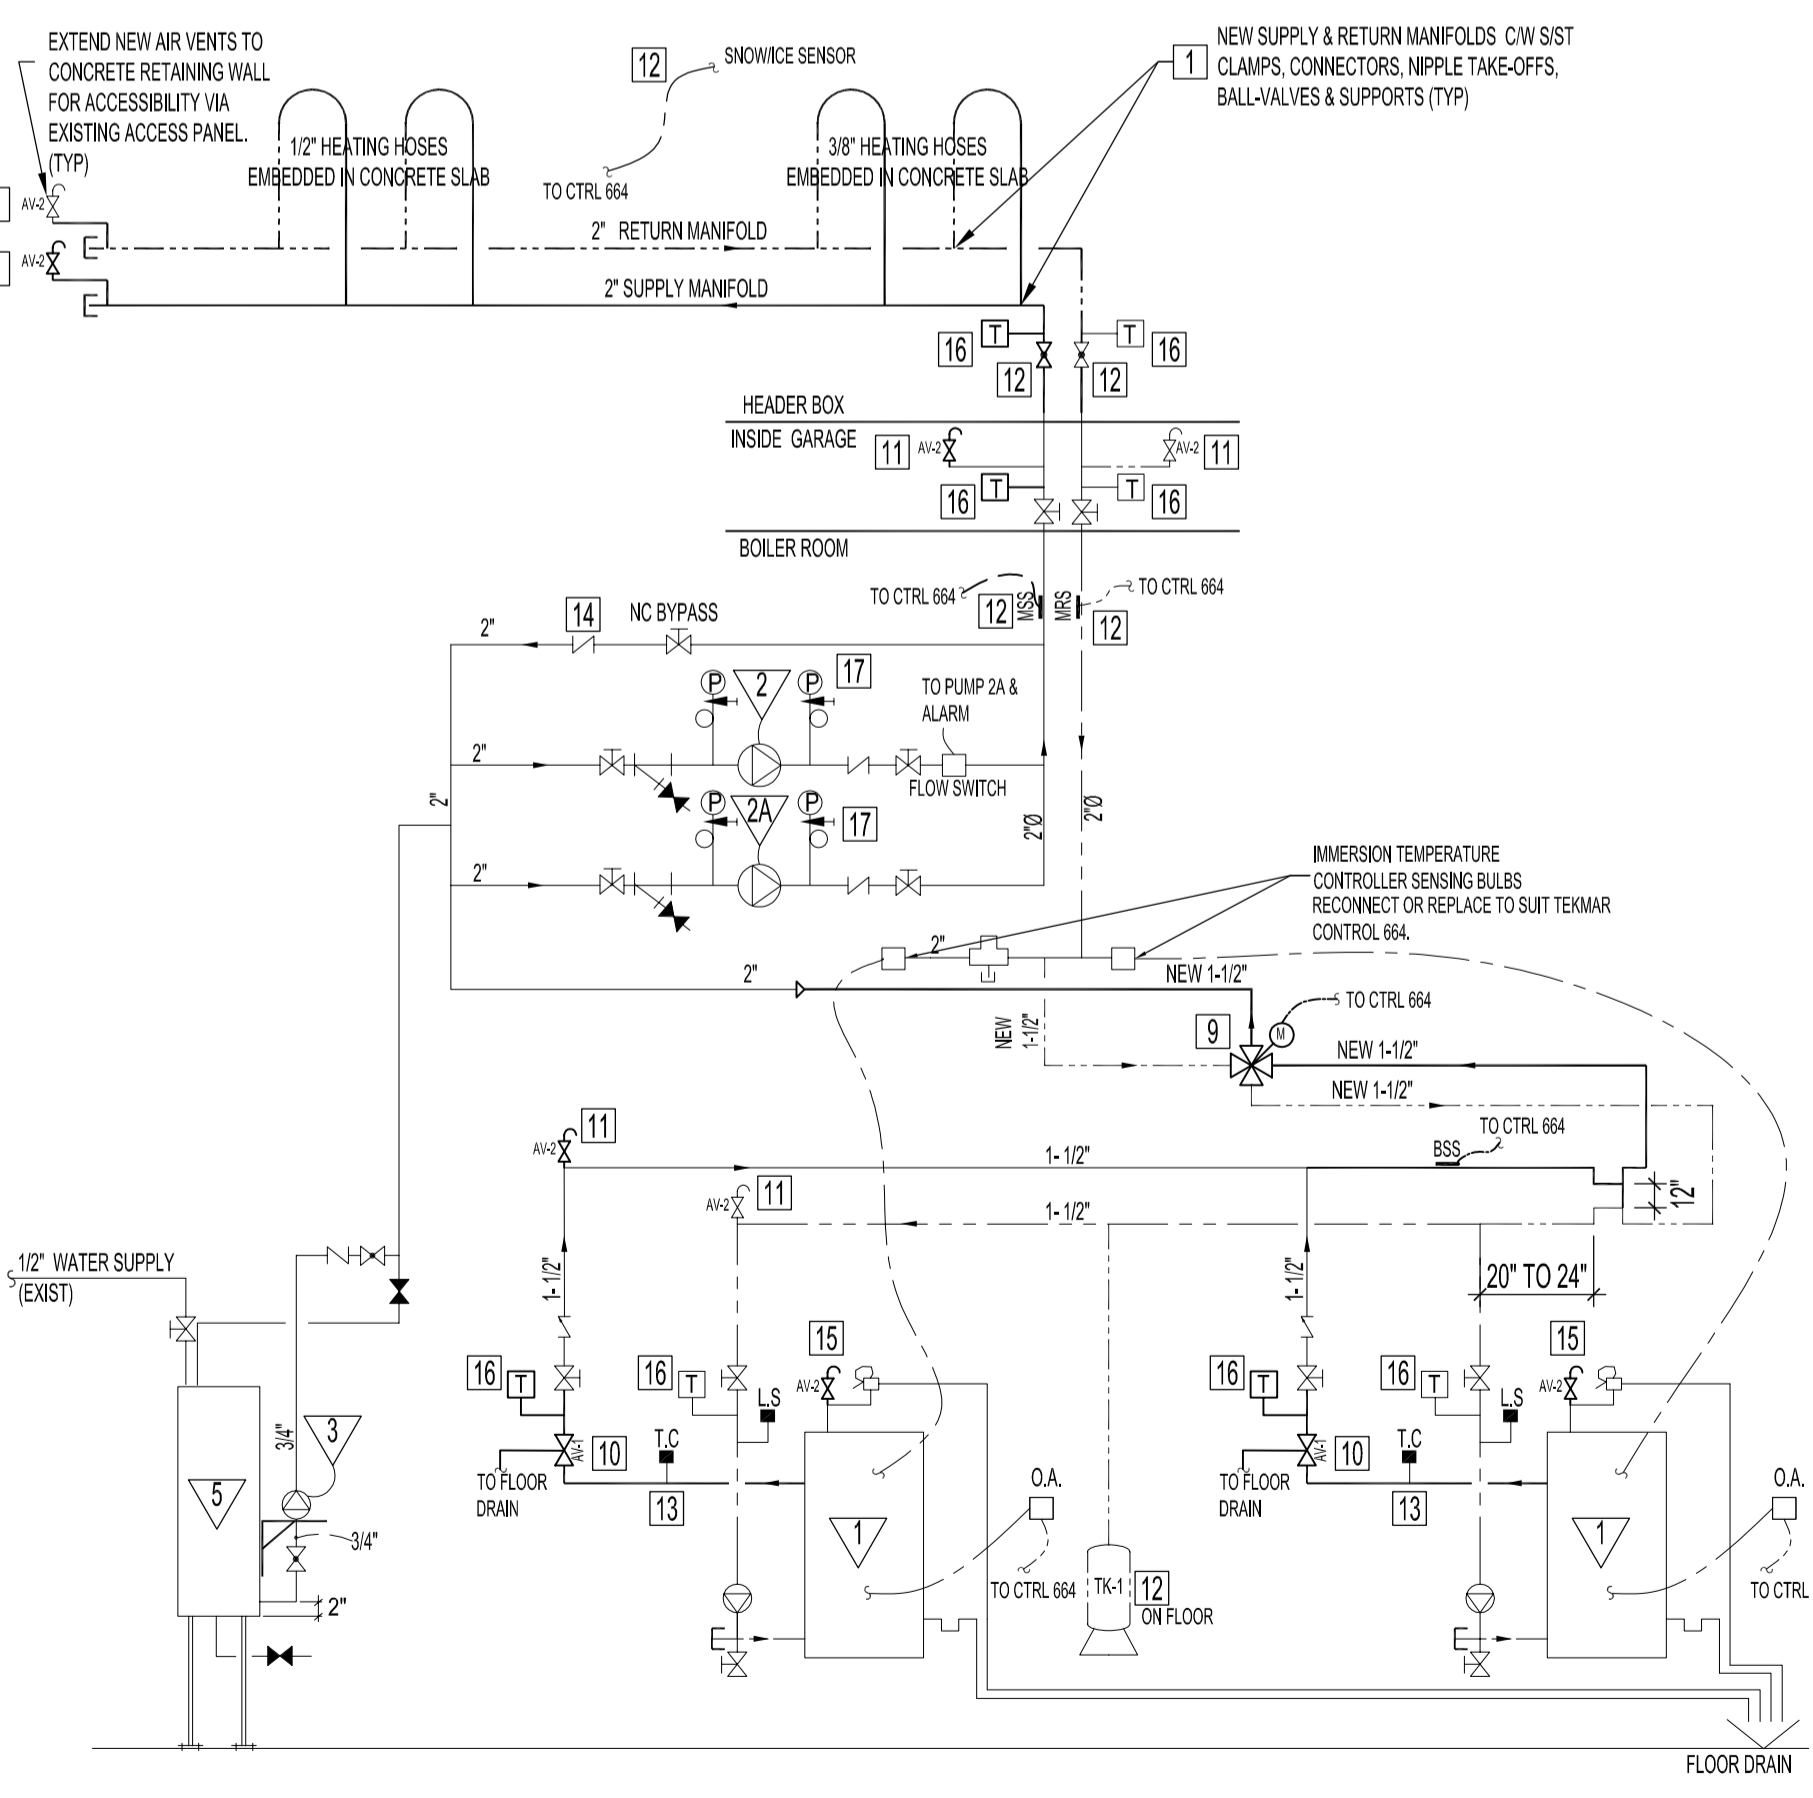 EXTEND NEW AIR VENTS TO
CONCRETE RETAINING WALL
FOR ACCESSIBILITY VIA
EXISTING ACCESS PANEL.
(TYP)
12
SNOW/ICE SENSOR
TO CTRL 664
1
NEW SUPPLY & RETURN MANIFOLDS C/W S/ST
CLAMPS, CONNECTORS, NIPPLE TAKE-OFFS,
BALL-VALVES & SUPPORTS (TYP)
1/2" HEATING HOSES
EMBEDDED IN CONCRETE SLAB
3/8" HEATING HOSES
EMBEDDED IN CONCRETE SLAB
AV-2
AV-2
2" RETURN MANIFOLD
2" SUPPLY MANIFOLD
16
T
T
16
12
12
HEADER BOX
INSIDE GARAGE
11
AV-2
AV-2
11
16
T
T
16
BOILER ROOM
TO CTRL 664
12
MSS
MRS
TO CTRL 664
12
2"
14
NC BYPASS
P
2
P
17
TO PUMP 2A &
ALARM
2"
FLOW SWITCH
2"
P
2A
P
17
2"Ø
2"Ø
2"
IMMERSION TEMPERATURE
CONTROLLER SENSING BULBS
RECONNECT OR REPLACE TO SUIT TEKMAR
CONTROL 664.
2"
2"
NEW 1-1/2"
NEW
1-1/2"
9
M
TO CTRL 664
NEW 1-1/2"
NEW 1-1/2"
TO CTRL 664
BSS
11
AV-2
1- 1/2"
11
AV-2
1- 1/2"
12"
1/2" WATER SUPPLY
(EXIST)
1- 1/2"
1- 1/2"
20" TO 24"
16
T
16
T
L.S
15
AV-2
16
T
16
T
L.S
15
AV-2
3/4"
3
AV-1
10
T.C
TO FLOOR
DRAIN
13
AV-1
10
T.C
TO FLOOR
DRAIN
13
5
3/4"
2"
1
O.A.
TO CTRL 664
TK-1
12
ON FLOOR
1
O.A.
TO CTRL
FLOOR DRAIN